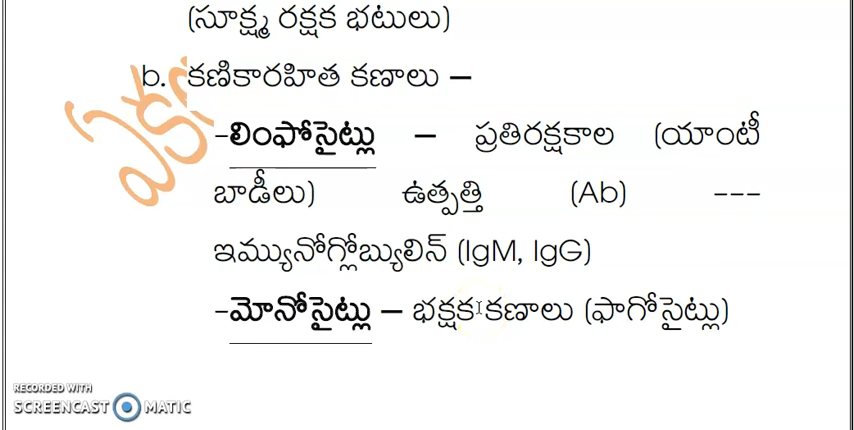 (సూక్ష్మ రక్షక భటులు)
b. కణికారహిత కణాలు –
-లింఫోసైట్లు – ప్రతిరక్షకాల (యాంటీ
బాడీలు) ఉత్పత్తి (Ab) ---
ఇమ్యునోగ్లోబ్యులిన్ (IgM, IgG)
-మోనోసైట్లు – భక్షక కణాలు (ఫాగోసైట్లు)
RECORDED WITH
SCREENCAST MATIC